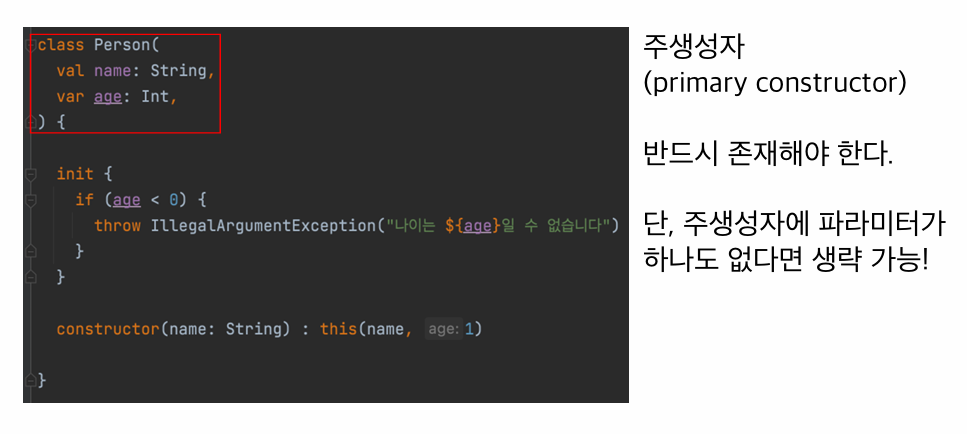 class Person(
  val name: String,
  var age: Int,
) {
  init {
    if (age < 0) {
      throw IllegalArgumentException("나이는 ${age}일 수 없습니다")
    }
  }
  constructor(name: String) : this(name, age: 1)
}
주생성자
(primary constructor)
반드시 존재해야 한다.
단, 주생성자에 파라미터가
하나도 없다면 생략 가능!